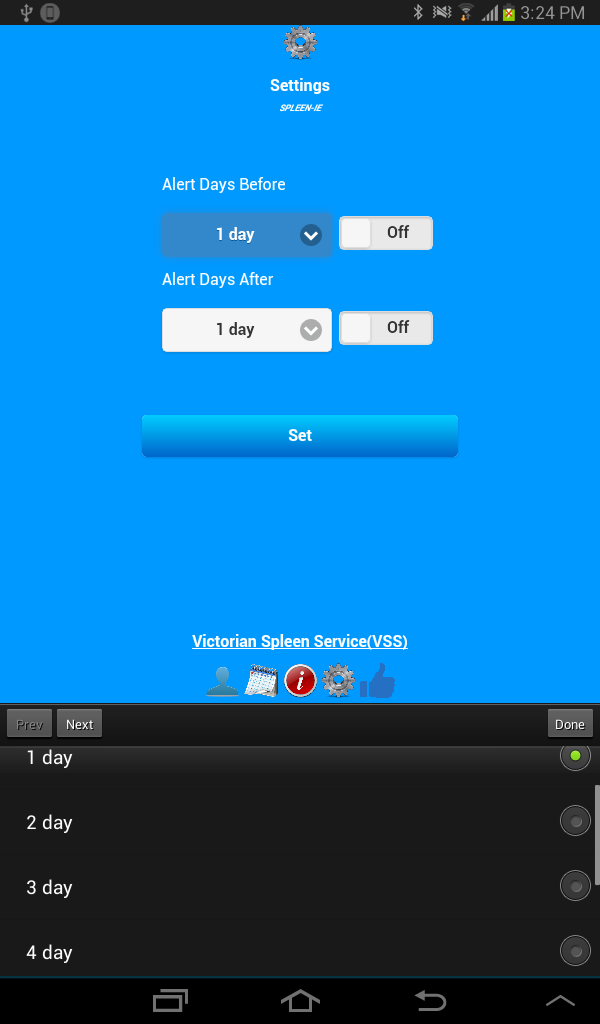 3:24 PM
Settings
SPLEEN-IE
Alert Days Before
1 day
Off
Alert Days After
1 day
Off
Set
Victorian Spleen Service(VSS)
Prev
Next
Done
1 day
2 day
3 day
4 day